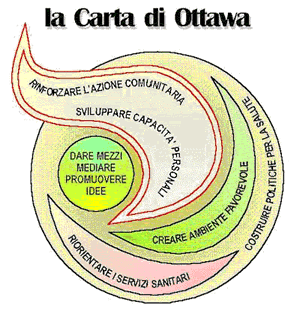 la Carta di Ottawa
RINFORZARE L'AZIONE COMUNITARIA
SVILUPPARE CAPACITA' PERSONALI
DARE MEZZI
MEDIARE
PROMUOVERE
IDEE
CREARE AMBIENTE FAVOREVOLE
COSTRUIRE POLITICHE PER LA SALUTE
RIORIENTARE I SERVIZI SANITARI